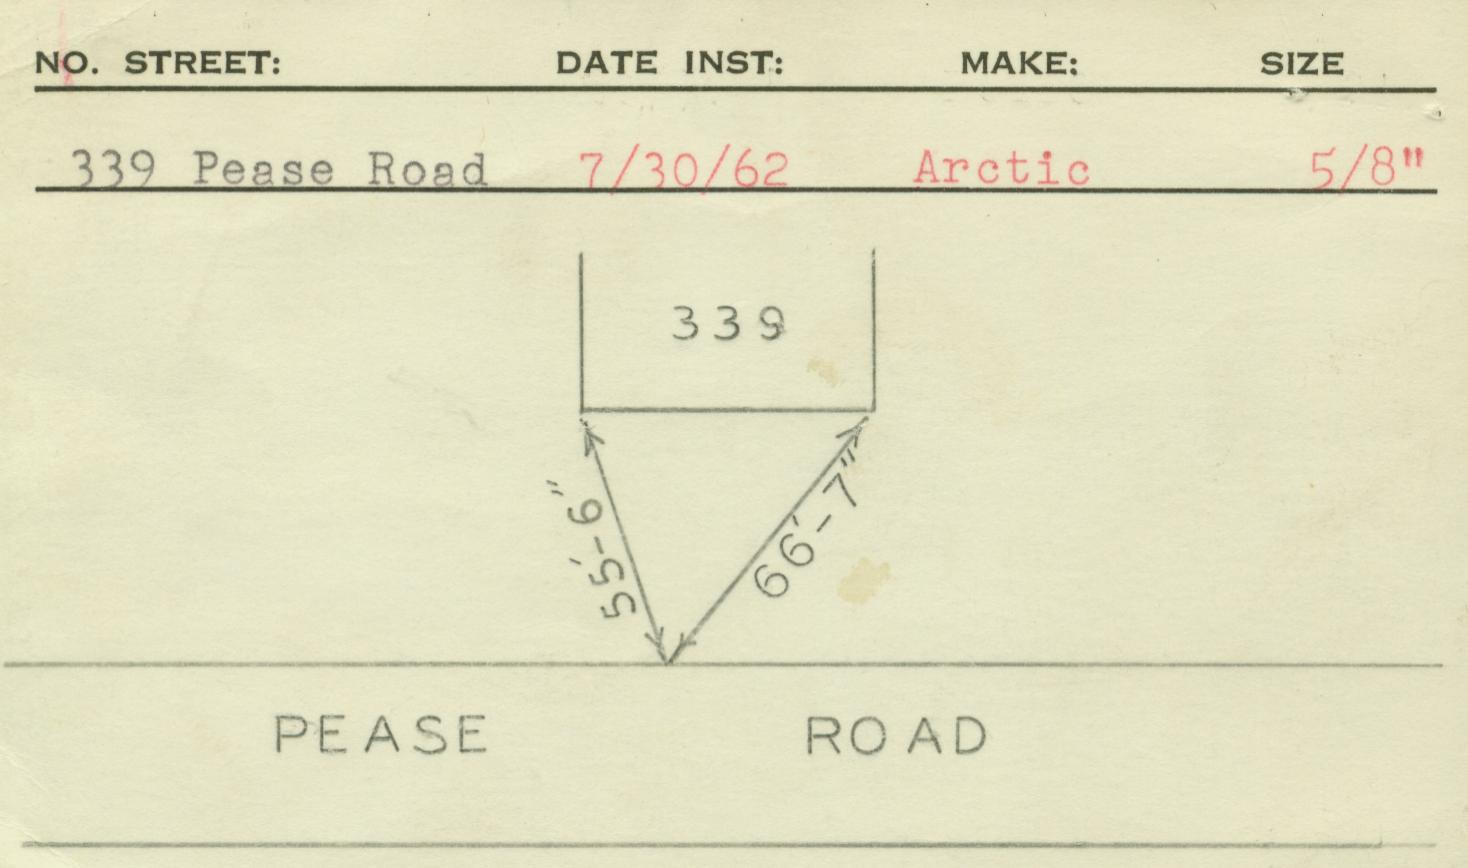 NO. STREET: DATE INST: MAKE: SIZE
339 Pease Road 7/30/62 Arctic 5/8"
339
55'-6"
66'-7"
PEASE ROAD